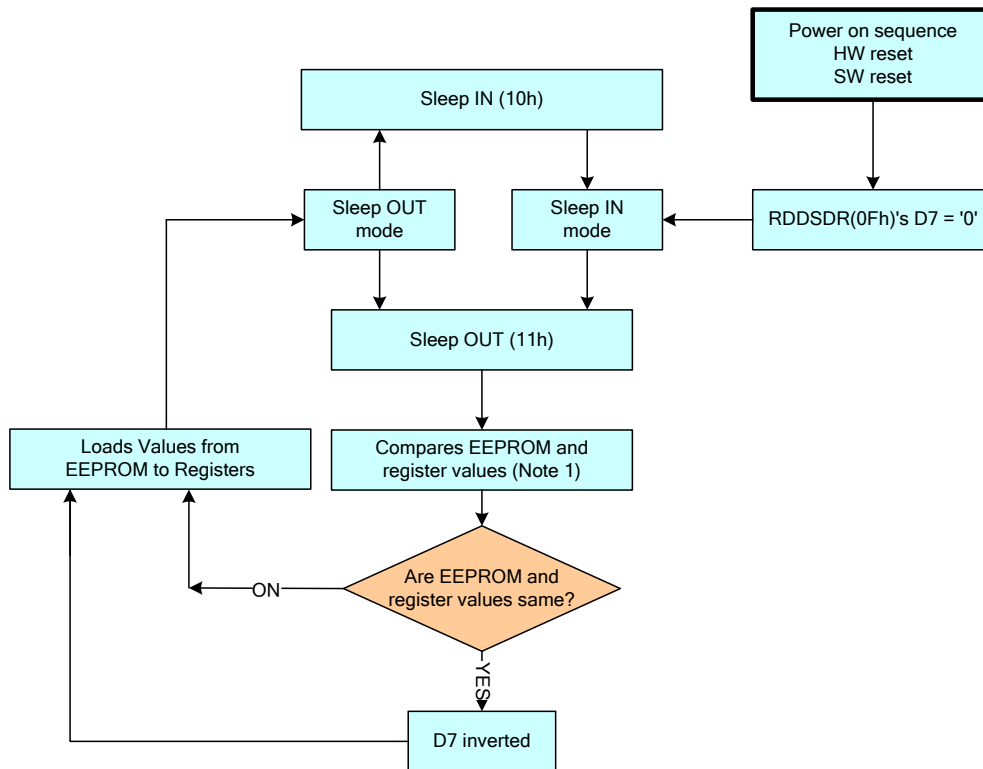 Power on sequence
HW reset
SW reset
Sleep IN (10h)
Sleep OUT
mode
Sleep IN
mode
RDDSDR(0Fh)'s D7 = '0'
Sleep OUT (11h)
Loads Values from
EEPROM to Registers
Compares EEPROM and
register values (Note 1)
Are EEPROM and
register values same?
ON
YES
D7 inverted